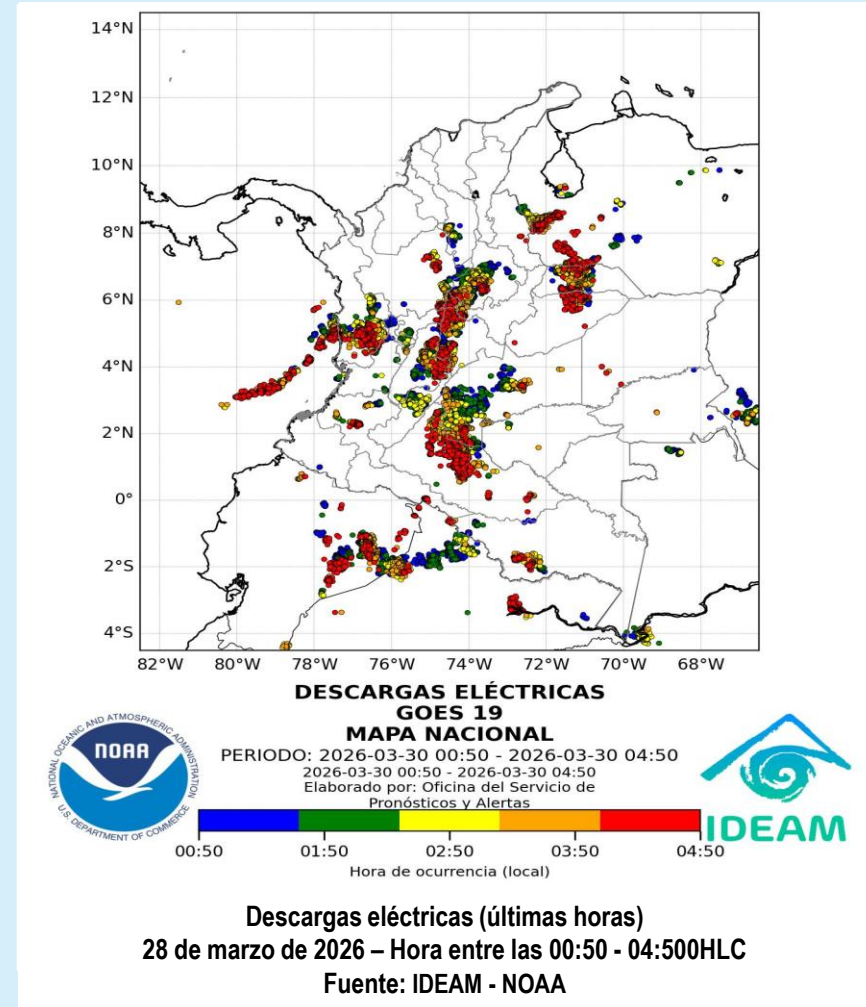 14°N
12°N
10°N
8°N
6°N
4°N
2°N
0°
2°S
4°S
82°W 80°W 78°W 76°W 74°W 72°W 70°W 68°W
DESCARGAS ELÉCTRICAS
GOES 19
MAPA NACIONAL
PERIODO: 2026-03-30 00:50 - 2026-03-30 04:50
2026-03-30 00:50 - 2026-03-30 04:50
Elaborado por: Oficina del Servicio de
Pronósticos y Alertas
NATIONAL OCEANIC AND ATMOSPHERIC ADMINISTRATION
NOAA
U.S. DEPARTMENT OF COMMERCE
IDEAM
00:50 01:50 02:50 03:50 04:50
Hora de ocurrencia (local)
Descargas eléctricas (últimas horas)
28 de marzo de 2026 – Hora entre las 00:50 - 04:500HLC
Fuente: IDEAM - NOAA